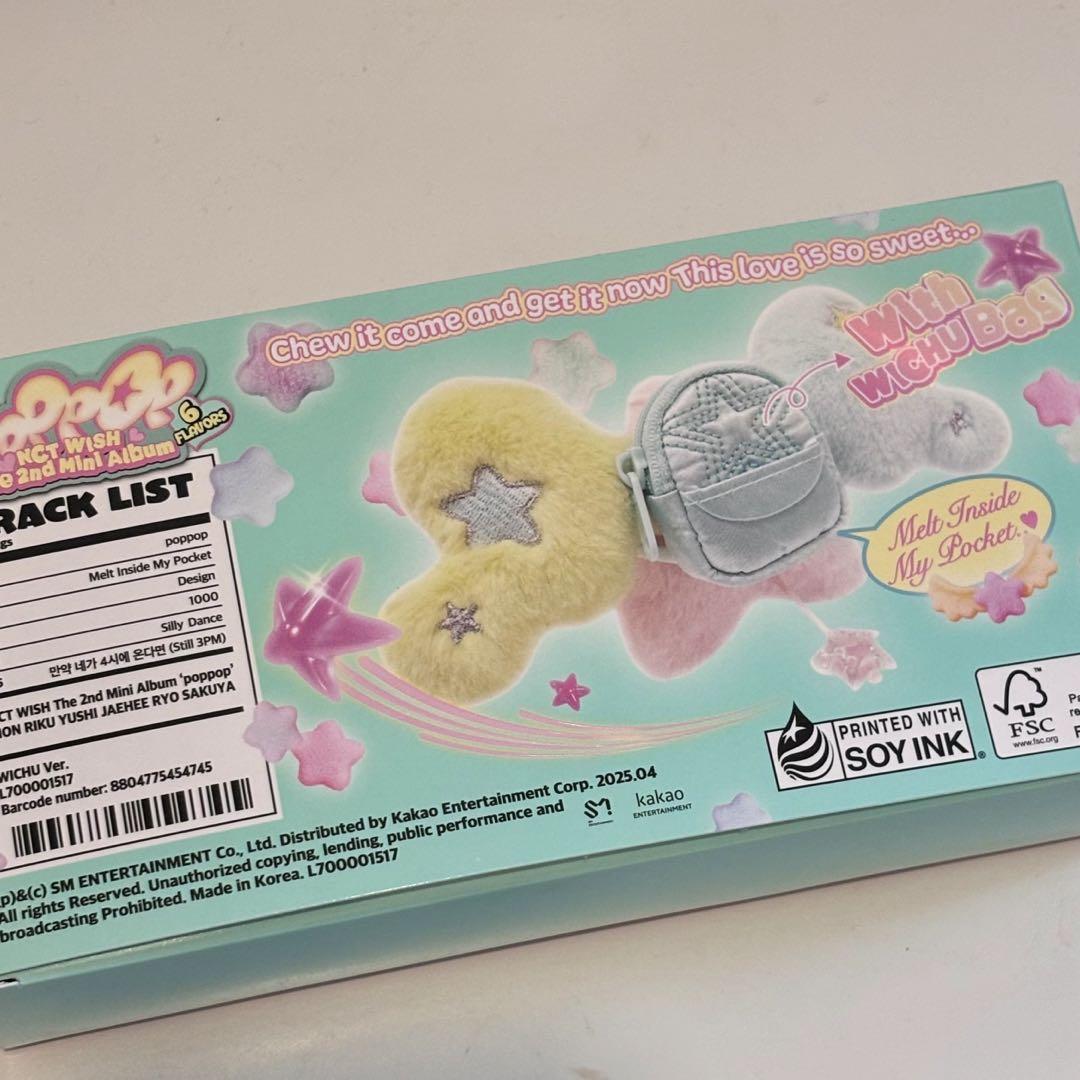 Chew it come and get it now This love is so sweet...
With
WICHU Bag
NCT WISH
2nd Mini Album
6
FLAVORS
LIST
poppop
Melt Inside My Pocket
Design
1000
Silly Dance
만약 네가 4시에 온다면 (Still 3PM)
WISH The 2nd Mini Album 'poppop'
RIKU YUSHI JAEHEE RYO SAKUYA
WICHU Ver.
L700001517
Barcode number: 8804775454745
Melt Inside
My Pocket.
PRINTED WITH
SOY INK
FSC
www.fsc.org
(c) SM ENTERTAINMENT Co., Ltd. Distributed by Kakao Entertainment Corp. 2025.04
All rights Reserved. Unauthorized copying, lending, public performance and
broadcasting Prohibited. Made in Korea. L700001517
kakao
ENTERTAINMENT